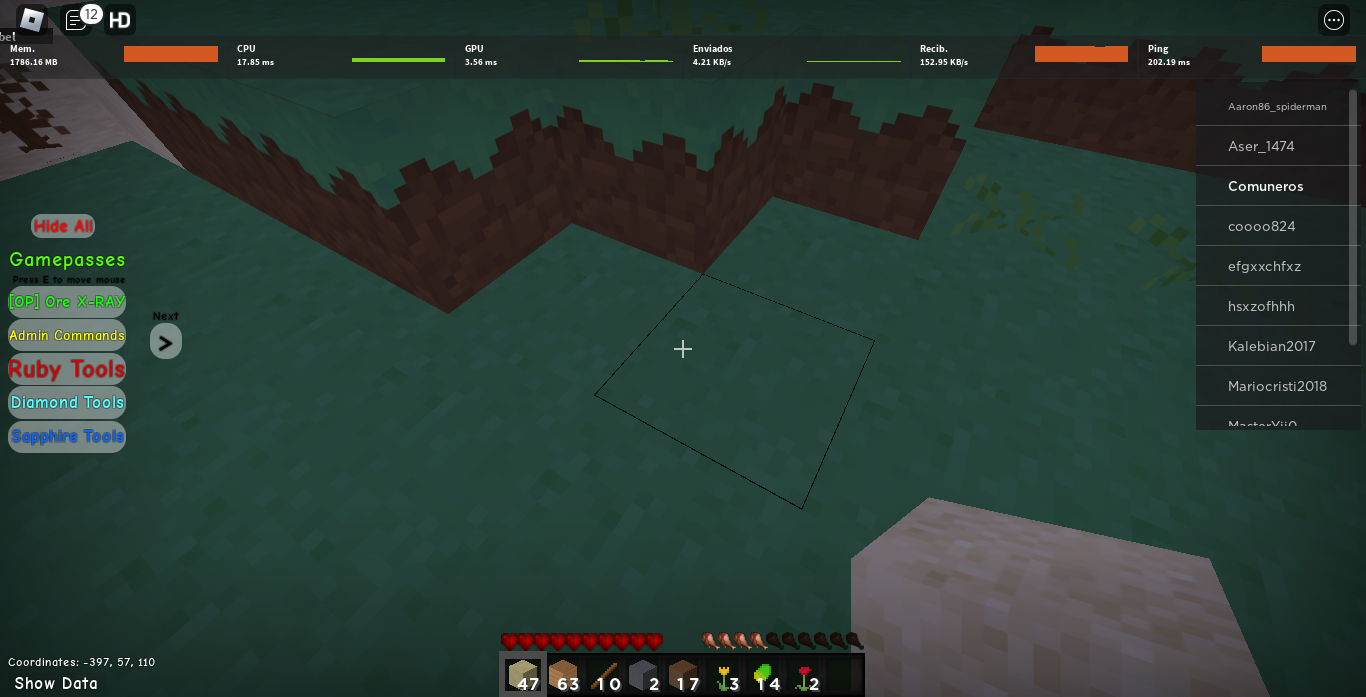 12
HD
bel
Mem.
1786.16 MB
CPU
17.85 ms
GPU
3.56 ms
Enviados
4.21 KB/s
Recib.
152.95 KB/s
Ping
202.19 ms
Aaron86_spiderman
Aser_1474
Comuneros
coooo824
efgxxchfxz
hsxzofhhh
Kalebian2017
Mariocristi2018
Hide All
Gamepasses
Press E to move mouse
[OP] Ore X-RAY
Admin Commands
Ruby Tools
Diamond Tools
Sapphire Tools
Next
>
Coordinates: -397, 57, 110
Show Data
47 63 10 2 17 3 14 2